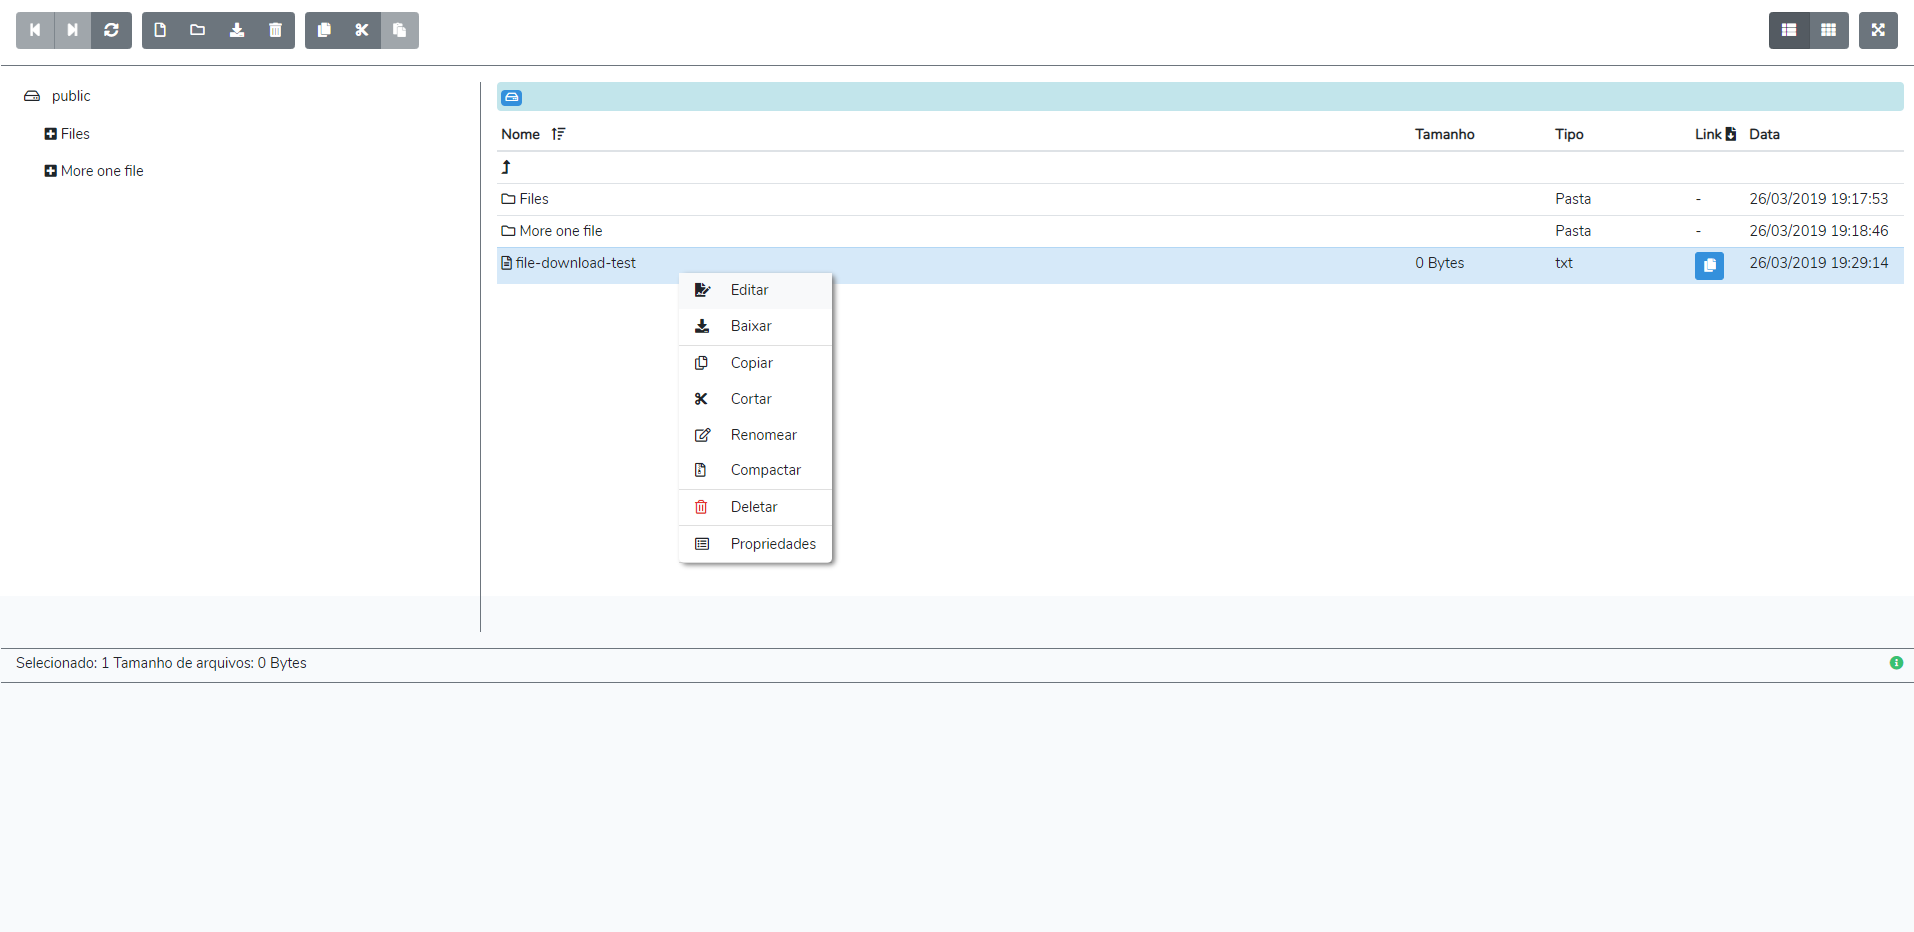 public
Files
More one file
Nome Tamanho Tipo Link Data
Files Pasta - 26/03/2019 19:17:53
More one file Pasta - 26/03/2019 19:18:46
file-download-test 0 Bytes txt 26/03/2019 19:29:14
Editar
Baixar
Copiar
Cortar
Renomear
Compactar
Deletar
Propriedades
Selecionado: 1 Tamanho de arquivos: 0 Bytes